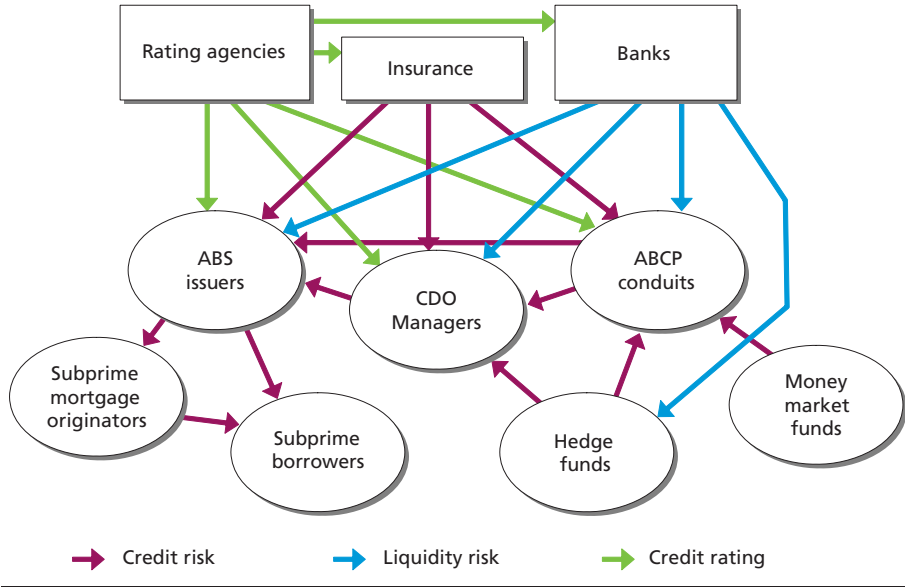 Rating agencies
Insurance
Banks
ABS
issuers
CDO
Managers
ABCP
conduits
Subprime
mortgage
originators
Subprime
borrowers
Hedge
funds
Money
market
funds
Credit risk
Liquidity risk
Credit rating